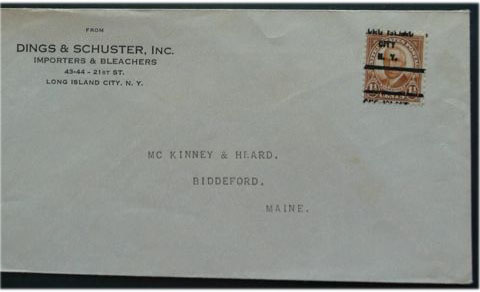 FROM
DINGS & SCHUSTER, INC.
IMPORTERS & BLEACHERS
43-44 - 21ST ST.
LONG ISLAND CITY, N. Y.
CITY
N. Y.
MC KINNEY & HEARD.
BIDDEFORD.
MAINE.